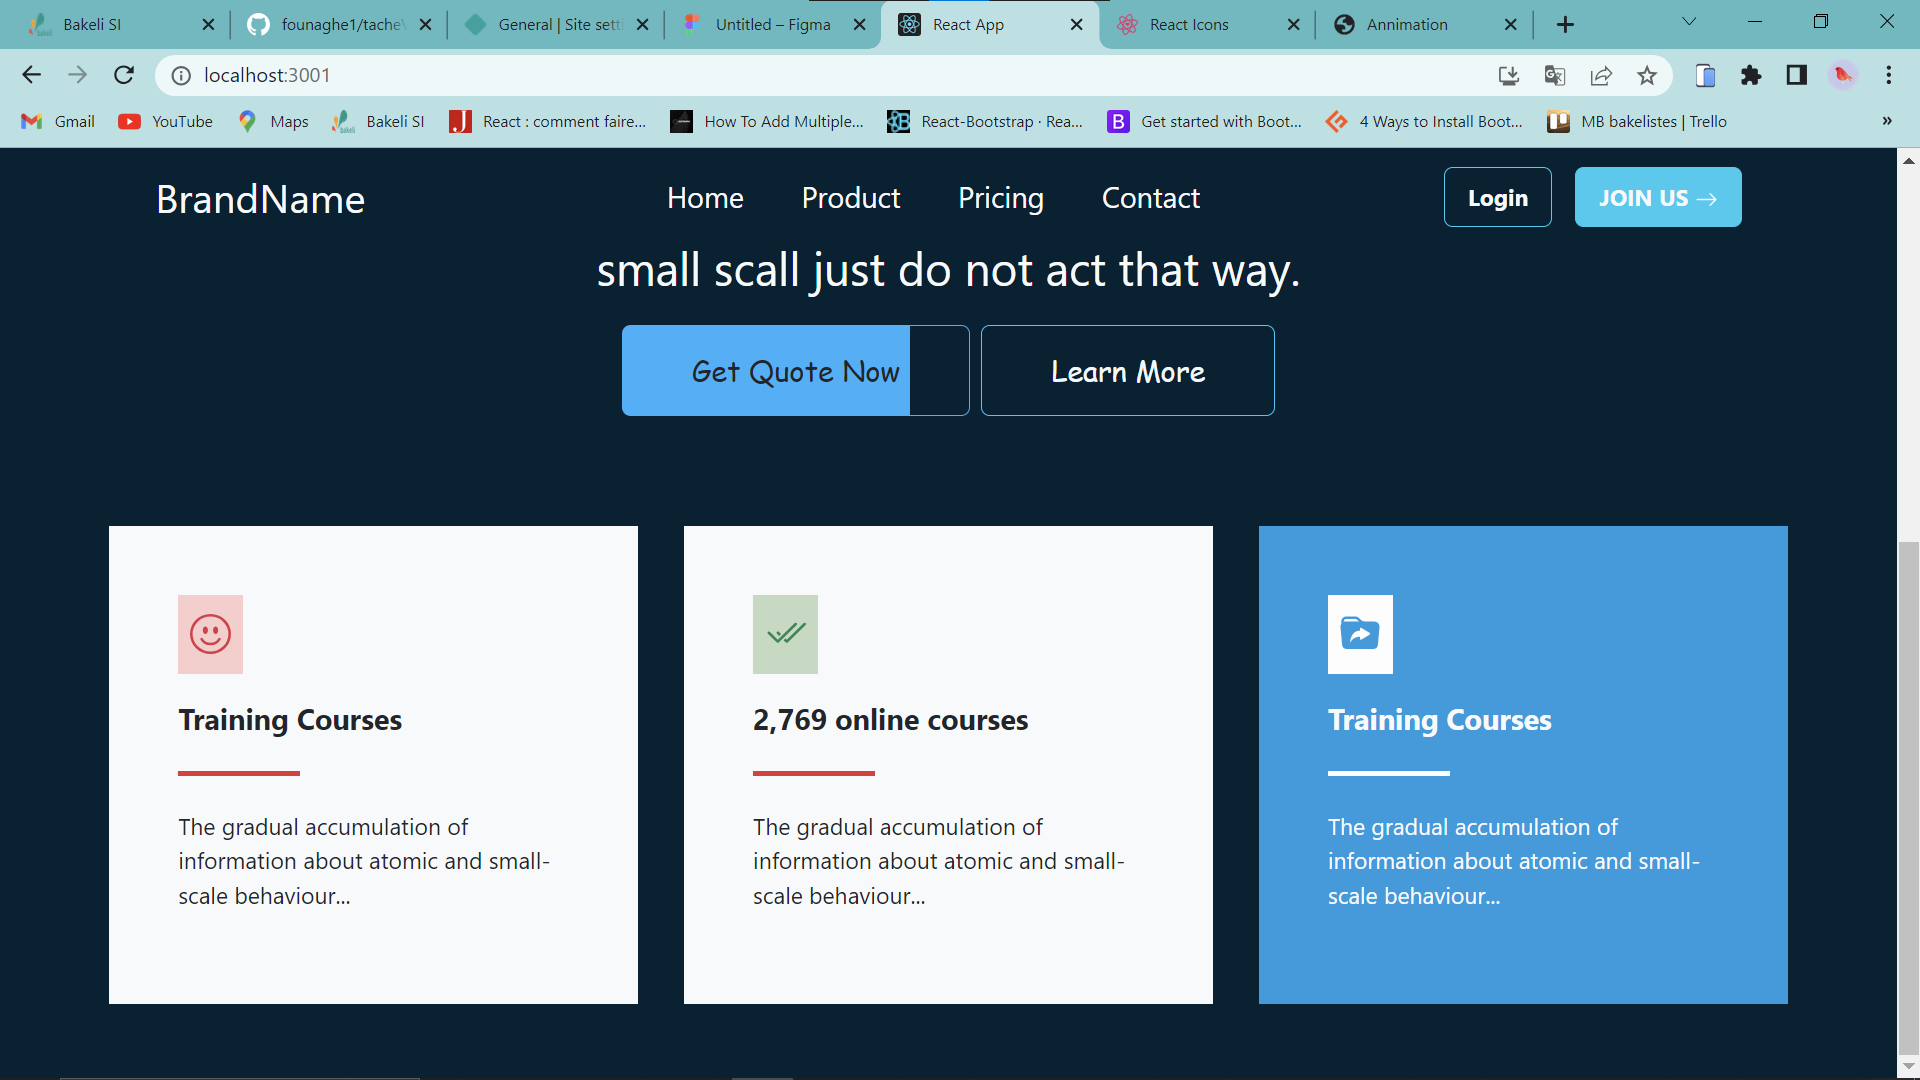 Bakeli SI
founaghe1/tache
General | Site setti
Untitled – Figma
React App
React Icons
Annimation
localhost:3001
Gmail
YouTube
Maps
Bakeli SI
React : comment faire...
How To Add Multiple...
React-Bootstrap · Rea...
Get started with Boot...
4 Ways to Install Boot...
MB bakelistes | Trello
»
BrandName
Home
Product
Pricing
Contact
Login
JOIN US →
small scall just do not act that way.
Get Quote Now
Learn More
Training Courses
The gradual accumulation of
information about atomic and small-
scale behaviour...
2,769 online courses
The gradual accumulation of
information about atomic and small-
scale behaviour...
Training Courses
The gradual accumulation of
information about atomic and small-
scale behaviour...